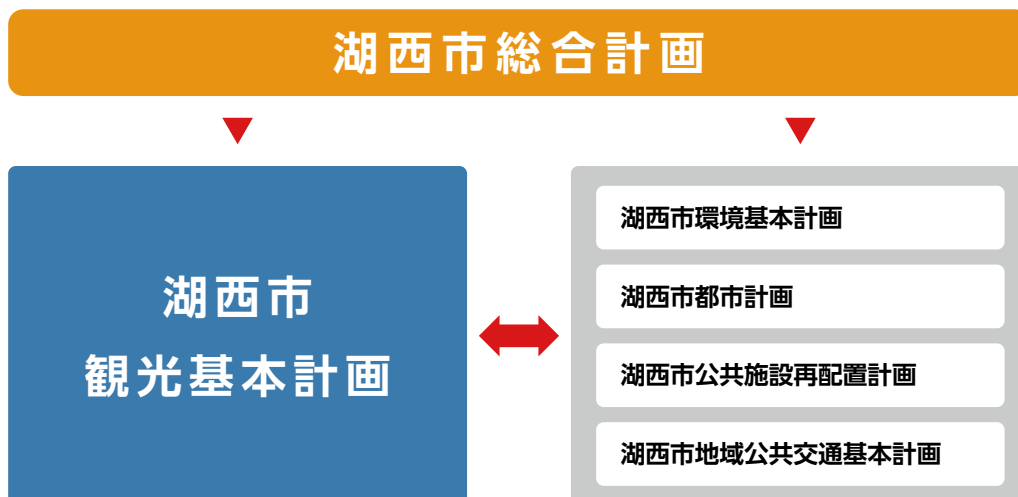 湖西市総合計画
湖西市
観光基本計画
湖西市環境基本計画
湖西市都市計画
湖西市公共施設再配置計画
湖西市地域公共交通基本計画